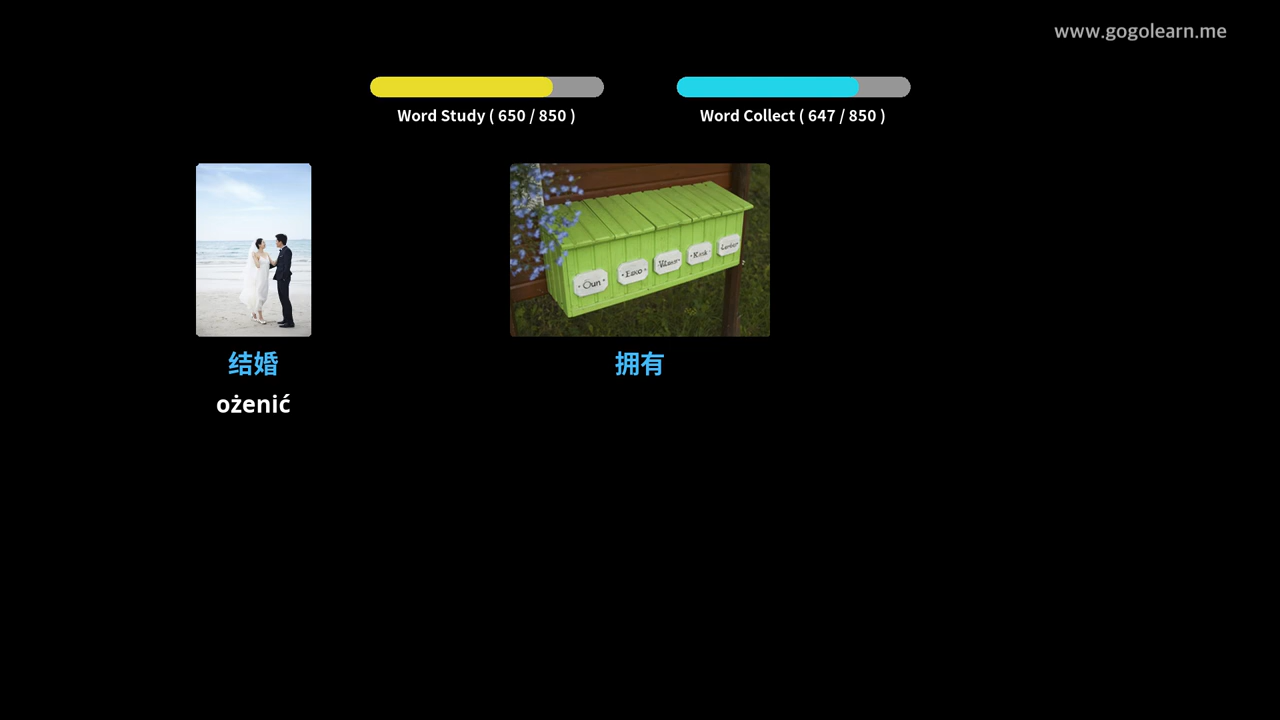 www.gogolearn.me
Word Study ( 650 / 850 )
Word Collect ( 647 / 850 )
结婚
ożenić
拥有